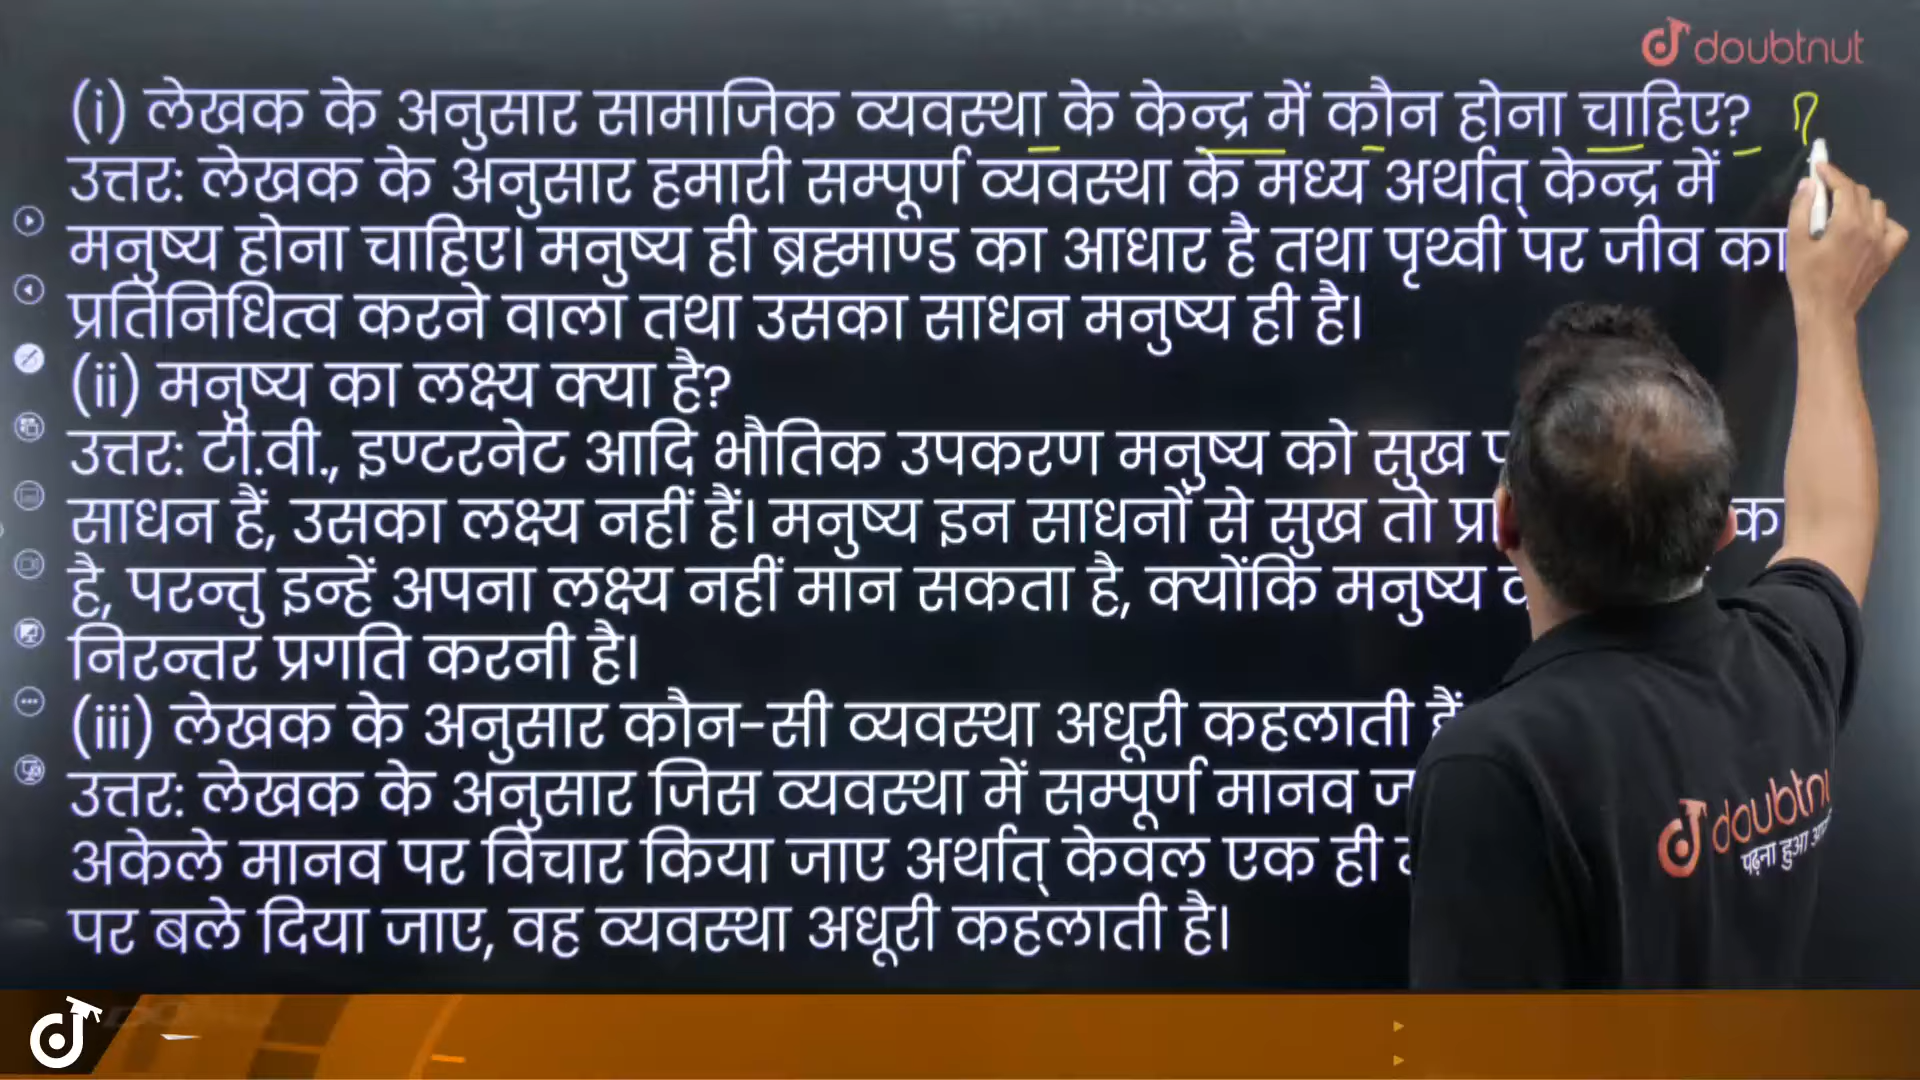 doubtnut
(i) लेखक के अनुसार सामाजिक व्यवस्था के केन्द्र में कौन होना चाहिए?
उत्तर: लेखक के अनुसार हमारी सम्पूर्ण व्यवस्था के मध्य अर्थात् केन्द्र में
मनुष्य होना चाहिए। मनुष्य ही ब्रह्माण्ड का आधार है तथा पृथ्वी पर जीव का
प्रतिनिधित्व करने वाला तथा उसका साधन मनुष्य ही है।
(ii) मनुष्य का लक्ष्य क्या है?
उत्तर: टी.वी., इण्टरनेट आदि भौतिक उपकरण मनुष्य को सुख
साधन हैं, उसका लक्ष्य नहीं हैं। मनुष्य इन साधनों से सुख तो
है, परन्तु इन्हें अपना लक्ष्य नहीं मान सकता है, क्योंकि मनुष्य
निरन्तर प्रगति करनी है।
(iii) लेखक के अनुसार कौन-सी व्यवस्था अधूरी कहलाती हैं
उत्तर: लेखक के अनुसार जिस व्यवस्था में सम्पूर्ण मानव
अकेले मानव पर विचार किया जाए अर्थात् केवल एक ही
पर बले दिया जाए, वह व्यवस्था अधूरी कहलाती है।
पढ़ना हुआ